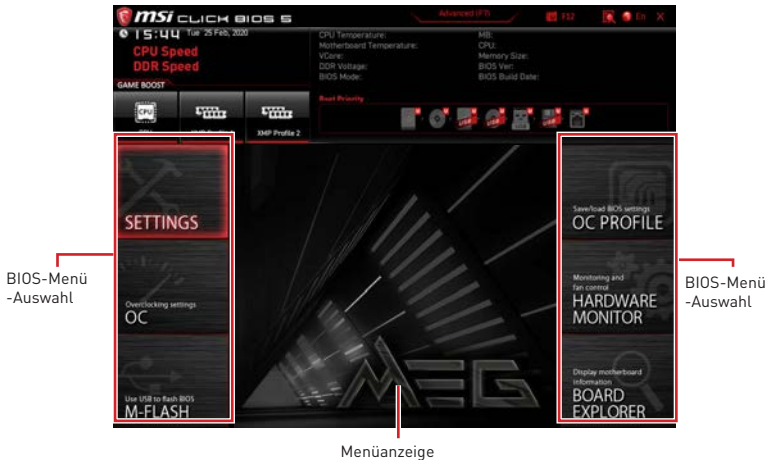 msi CLICK BIOS 5
Advanced (F7)
F12
En
X
15:44 Tue 25 Feb, 2020
CPU Speed
DDR Speed
CPU Temperature:
Motherboard Temperature:
VCore:
DDR Voltage:
BIOS Mode:
MB:
CPU:
Memory Size:
BIOS Ver:
BIOS Build Date:
GAME BOOST
CPU
XMP Profile 2
Boot Priority
SETTINGS
Overclocking settings
OC
Use USB to flash BIOS
M-FLASH
MEG
Save/load BIOS settings
OC PROFILE
Monitoring and
fan control
HARDWARE
MONITOR
Display motherboard
information
BOARD
EXPLORER
BIOS-Menü
-Auswahl
BIOS-Menü
-Auswahl
Menüanzeige